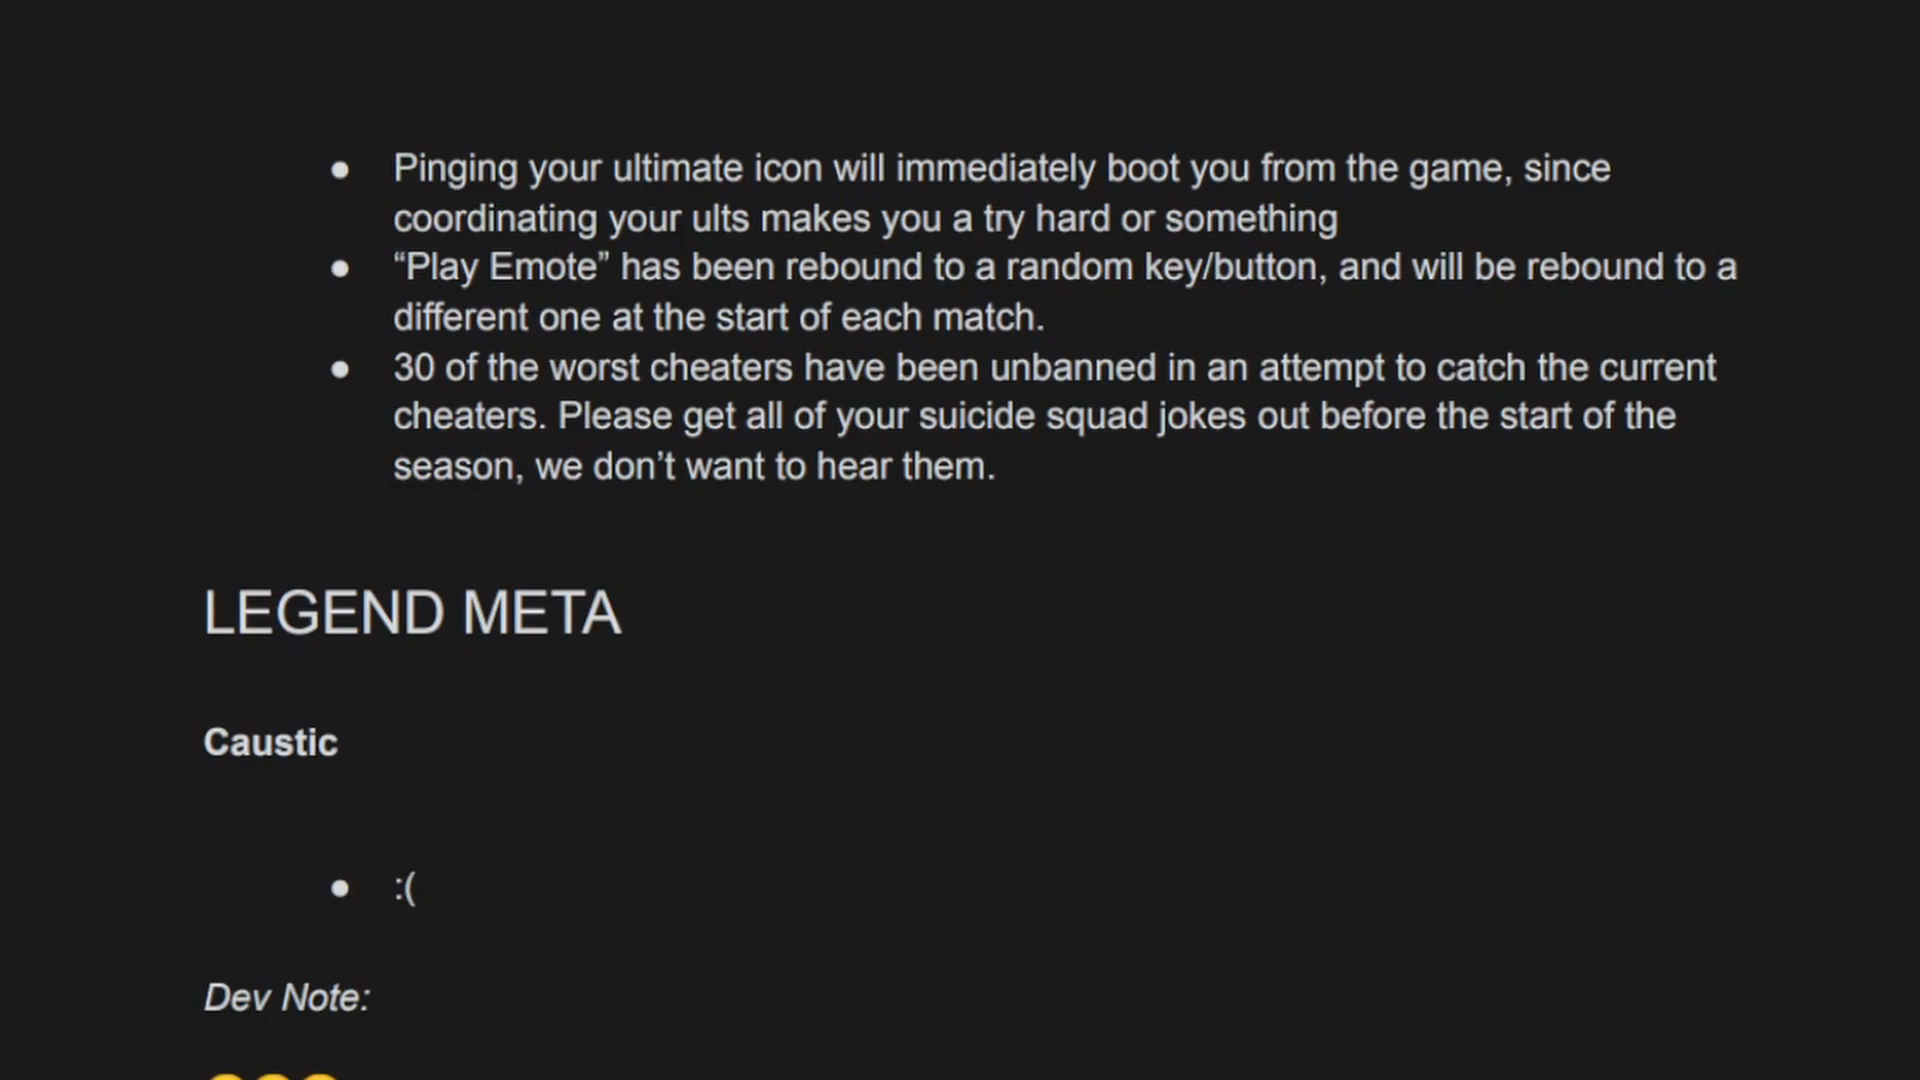 ● Pinging your ultimate icon will immediately boot you from the game, since
coordinating your ults makes you a try hard or something
● “Play Emote” has been rebound to a random key/button, and will be rebound to a
different one at the start of each match.
● 30 of the worst cheaters have been unbanned in an attempt to catch the current
cheaters. Please get all of your suicide squad jokes out before the start of the
season, we don’t want to hear them.
LEGEND META
Caustic
● :(
Dev Note: